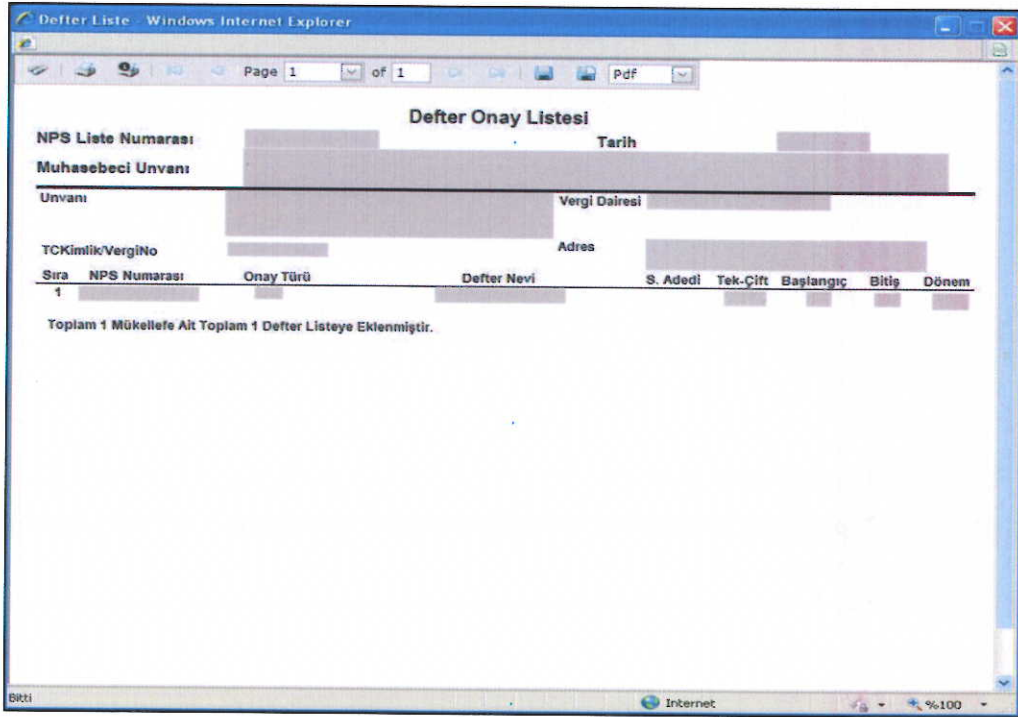 Defter Liste - Windows Internet Explorer
Page 1 of 1 Pdf
Defter Onay Listesi
NPS Liste Numarası Tarih
Muhasebeci Unvanı
Unvanı Vergi Dairesi
TCKimlik/VergiNo Adres
Sıra NPS Numarası Onay Türü Defter Nevi S. Adedi Tek-Çift Başlangıç Bitiş Dönem
1
Toplam 1 Mükellefe Ait Toplam 1 Defter Listeye Eklenmiştir.
Bitti Internet %100